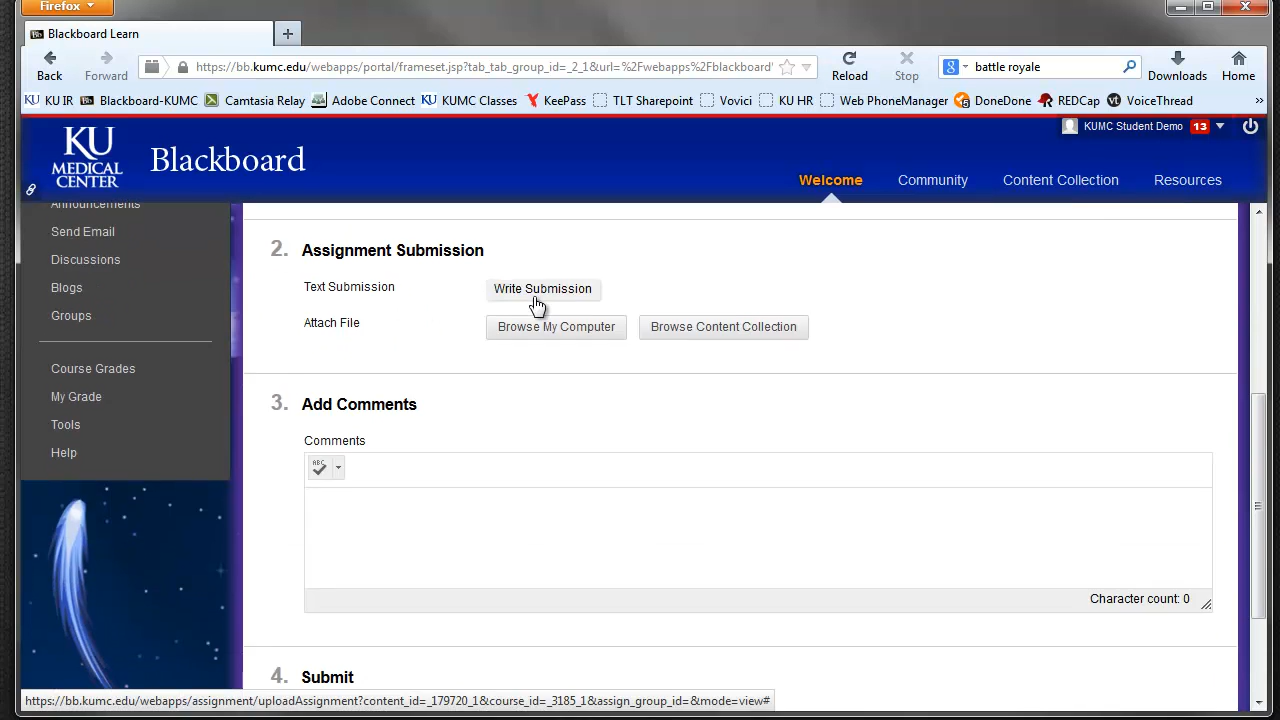 Firefox
Blackboard Learn
Back
Forward
https://bb.kumc.edu/webapps/portal/frameset.jsp?tab_tab_group_id=_2_1&url=%2Fwebapps%2Fblackboard'
Reload
Stop
battle royale
Downloads
Home
KU IR
Blackboard-KUMC
Camtasia Relay
Adobe Connect
KUMC Classes
KeePass
TLT Sharepoint
Vovici
KU HR
Web PhoneManager
DoneDone
REDCap
VoiceThread
»
KU
MEDICAL
CENTER
Blackboard
KUMC Student Demo 13
Welcome
Community
Content Collection
Resources
Announcements
Send Email
Discussions
Blogs
Groups
Course Grades
My Grade
Tools
Help
2. Assignment Submission
Text Submission
Write Submission
Attach File
Browse My Computer
Browse Content Collection
3. Add Comments
Comments
ABC
Character count: 0
4. Submit
https://bb.kumc.edu/webapps/assignment/uploadAssignment?content_id=_179720_1&course_id=_3185_1&assign_group_id=&mode=view#